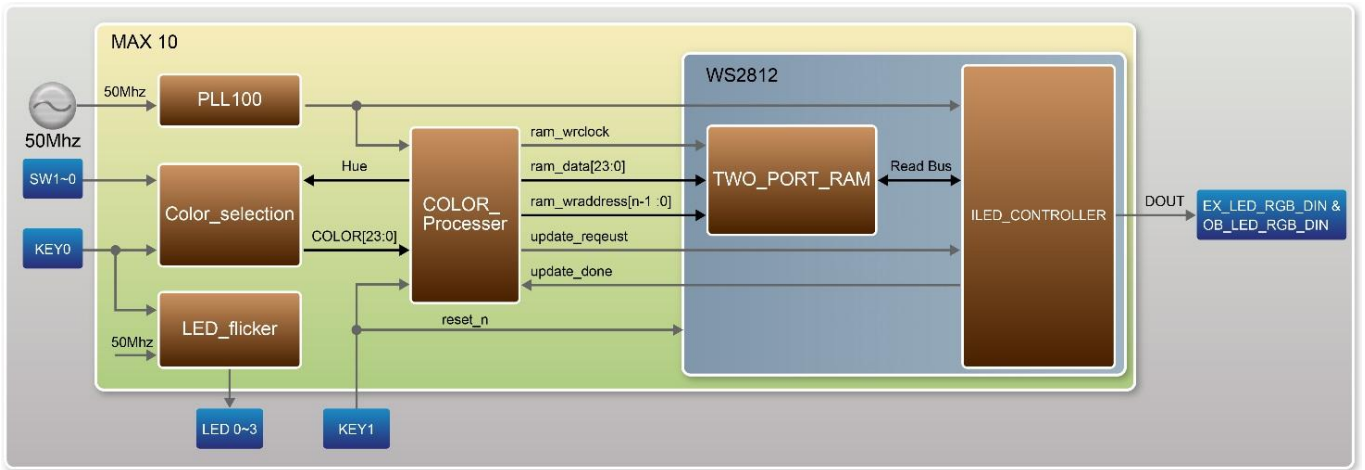 MAX 10
WS2812
50Mhz
PLL100
50Mhz
SW1~0
Color_selection
Hue
COLOR[23:0]
KEY0
COLOR_
Processer
ram_wrclock
ram_data[23:0]
ram_wraddress[n-1 :0]
update_reqeust
update_done
TWO_PORT_RAM
Read Bus
ILED_CONTROLLER
DOUT
EX_LED_RGB_DIN &
OB_LED_RGB_DIN
LED_flicker
50Mhz
reset_n
LED 0~3
KEY1